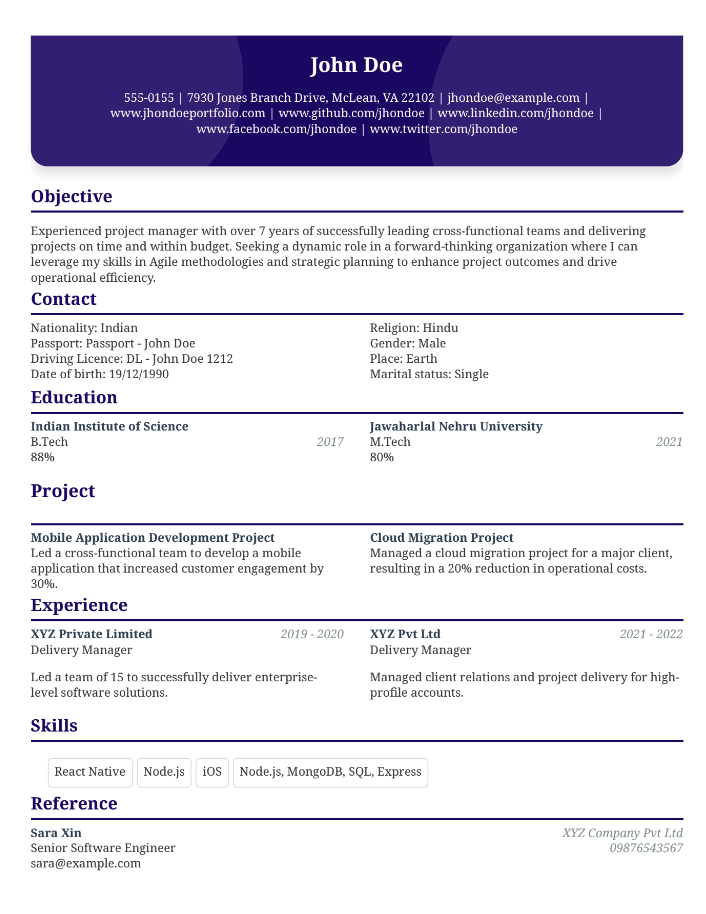 John Doe
555-0155 | 7930 Jones Branch Drive, McLean, VA 22102 | jhondoe@example.com |
www.jhondoeportfolio.com | www.github.com/jhondoe | www.linkedin.com/jhondoe |
www.facebook.com/jhondoe | www.twitter.com/jhondoe
Objective
Experienced project manager with over 7 years of successfully leading cross-functional teams and delivering
projects on time and within budget. Seeking a dynamic role in a forward-thinking organization where I can
leverage my skills in Agile methodologies and strategic planning to enhance project outcomes and drive
operational efficiency.
Contact
Nationality: Indian
Passport: Passport - John Doe
Driving Licence: DL - John Doe 1212
Date of birth: 19/12/1990
Religion: Hindu
Gender: Male
Place: Earth
Marital status: Single
Education
Indian Institute of Science
B.Tech 2017
88%
Jawaharlal Nehru University
M.Tech 2021
80%
Project
Mobile Application Development Project
Led a cross-functional team to develop a mobile
application that increased customer engagement by
30%.
Cloud Migration Project
Managed a cloud migration project for a major client,
resulting in a 20% reduction in operational costs.
Experience
XYZ Private Limited 2019 - 2020
Delivery Manager
Led a team of 15 to successfully deliver enterprise-
level software solutions.
XYZ Pvt Ltd 2021 - 2022
Delivery Manager
Managed client relations and project delivery for high-
profile accounts.
Skills
React Native Node.js iOS Node.js, MongoDB, SQL, Express
Reference
Sara Xin XYZ Company Pvt Ltd
Senior Software Engineer 09876543567
sara@example.com